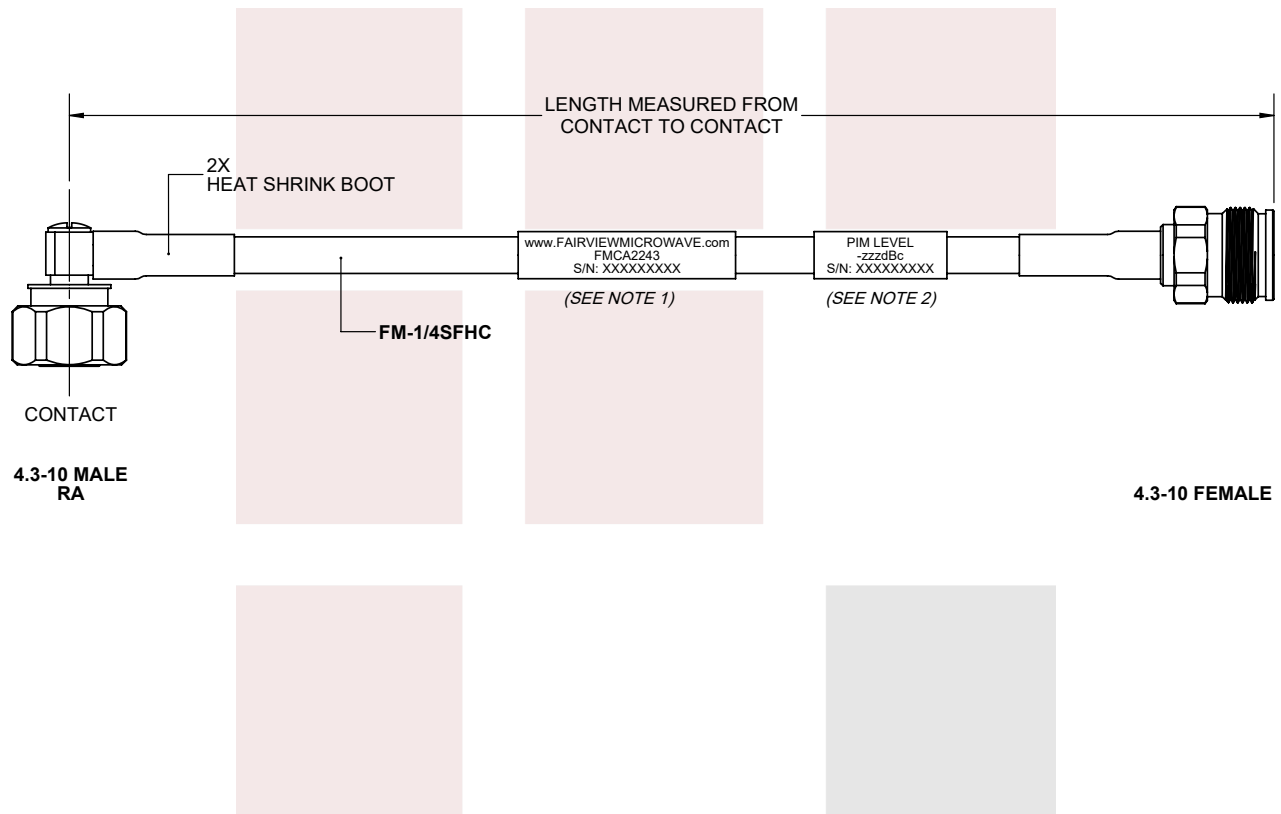 LENGTH MEASURED FROM
CONTACT TO CONTACT
2X
HEAT SHRINK BOOT
www.FAIRVIEWMICROWAVE.com
FMCA2243
S/N: XXXXXXXXX
PIM LEVEL
-zzzdBc
S/N: XXXXXXXXX
(SEE NOTE 1)
(SEE NOTE 2)
FM-1/4SFHC
CONTACT
4.3-10 MALE
RA
4.3-10 FEMALE